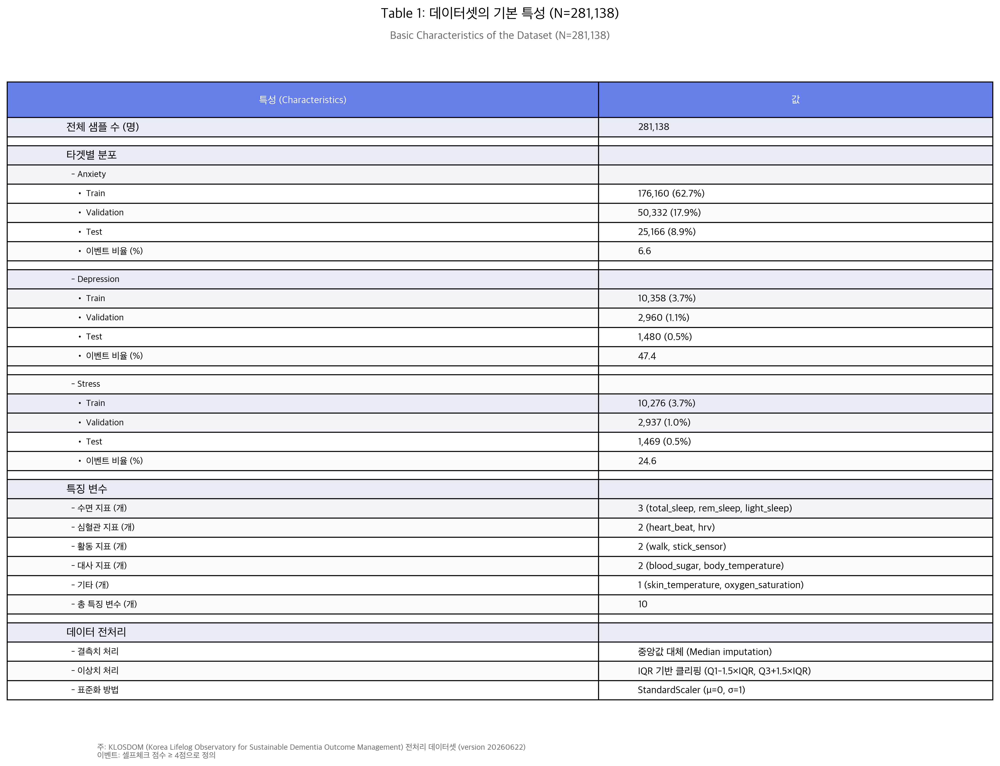 Table 1: 데이터셋의 기본 특성 (N=281,138)
Basic Characteristics of the Dataset (N=281,138)
특성 (Characteristics) 값
전체 샘플 수 (명) 281,138
타겟별 분포
- Anxiety
• Train 176,160 (62.7%)
• Validation 50,332 (17.9%)
• Test 25,166 (8.9%)
• 이벤트 비율 (%) 6.6
- Depression
• Train 10,358 (3.7%)
• Validation 2,960 (1.1%)
• Test 1,480 (0.5%)
• 이벤트 비율 (%) 47.4
- Stress
• Train 10,276 (3.7%)
• Validation 2,937 (1.0%)
• Test 1,469 (0.5%)
• 이벤트 비율 (%) 24.6
특징 변수
- 수면 지표 (개) 3 (total_sleep, rem_sleep, light_sleep)
- 심혈관 지표 (개) 2 (heart_beat, hrv)
- 활동 지표 (개) 2 (walk, stick_sensor)
- 대사 지표 (개) 2 (blood_sugar, body_temperature)
- 기타 (개) 1 (skin_temperature, oxygen_saturation)
- 총 특징 변수 (개) 10
데이터 전처리
- 결측치 처리 중앙값 대체 (Median imputation)
- 이상치 처리 IQR 기반 클리핑 (Q1-1.5×IQR, Q3+1.5×IQR)
- 표준화 방법 StandardScaler (μ=0, σ=1)
주: KLOSDOM (Korea Lifelog Observatory for Sustainable Dementia Outcome Management) 전처리 데이터셋 (version 20260622)
이벤트: 셀프체크 점수 ≥ 4점으로 정의